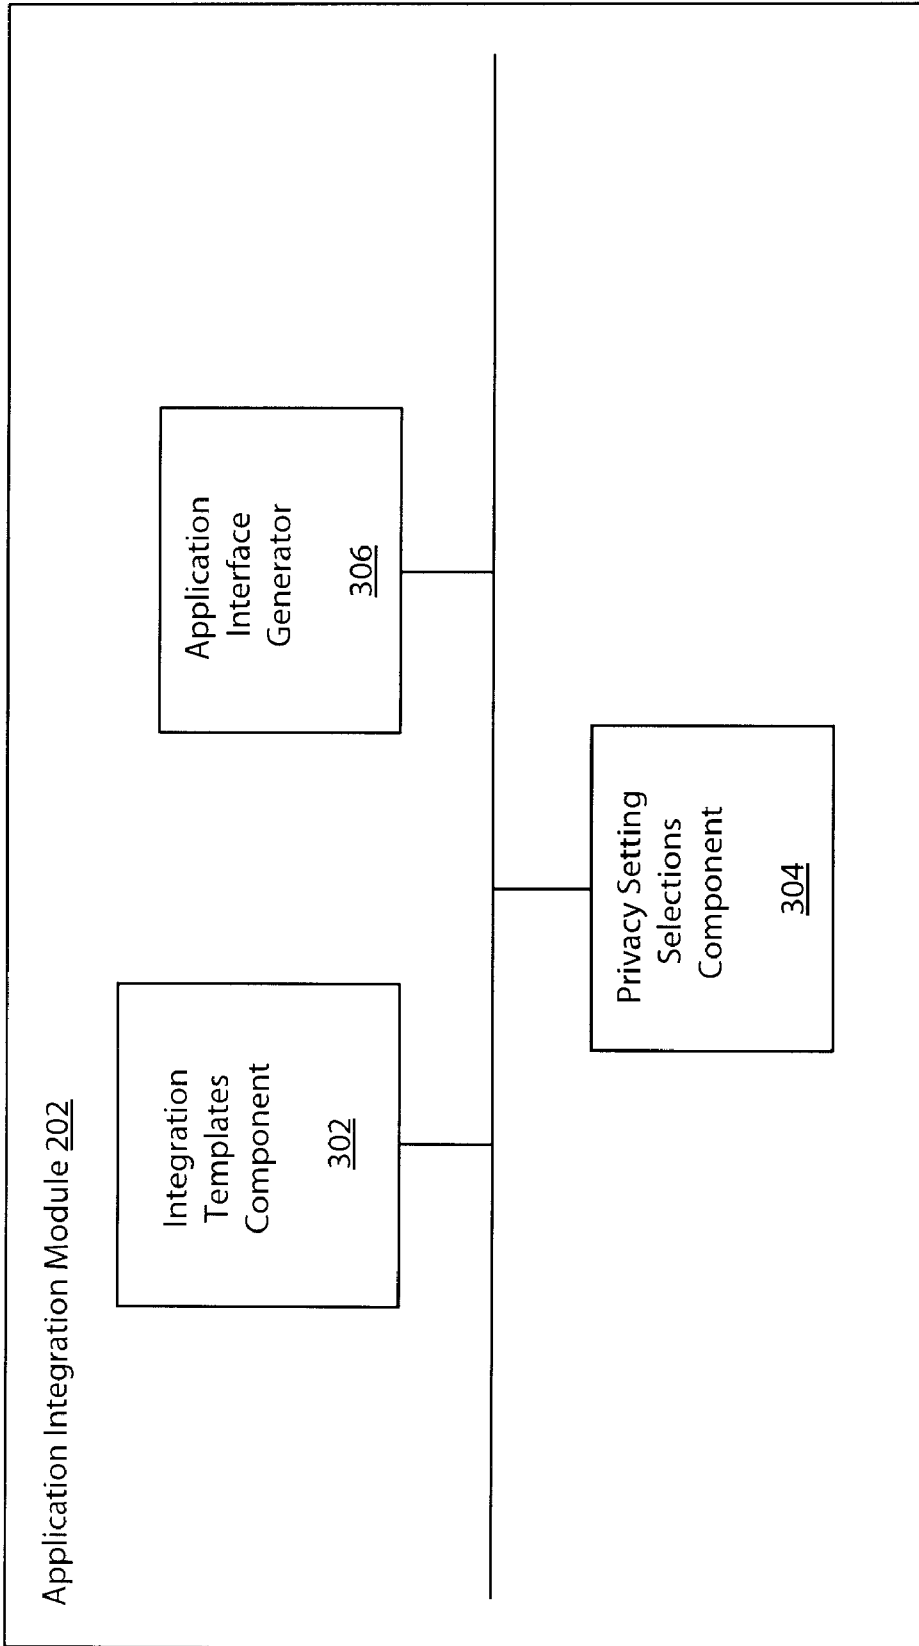 Application Integration Module 202
Integration
Templates
Component
302
Application
Interface
Generator
306
Privacy Setting
Selections
Component
304